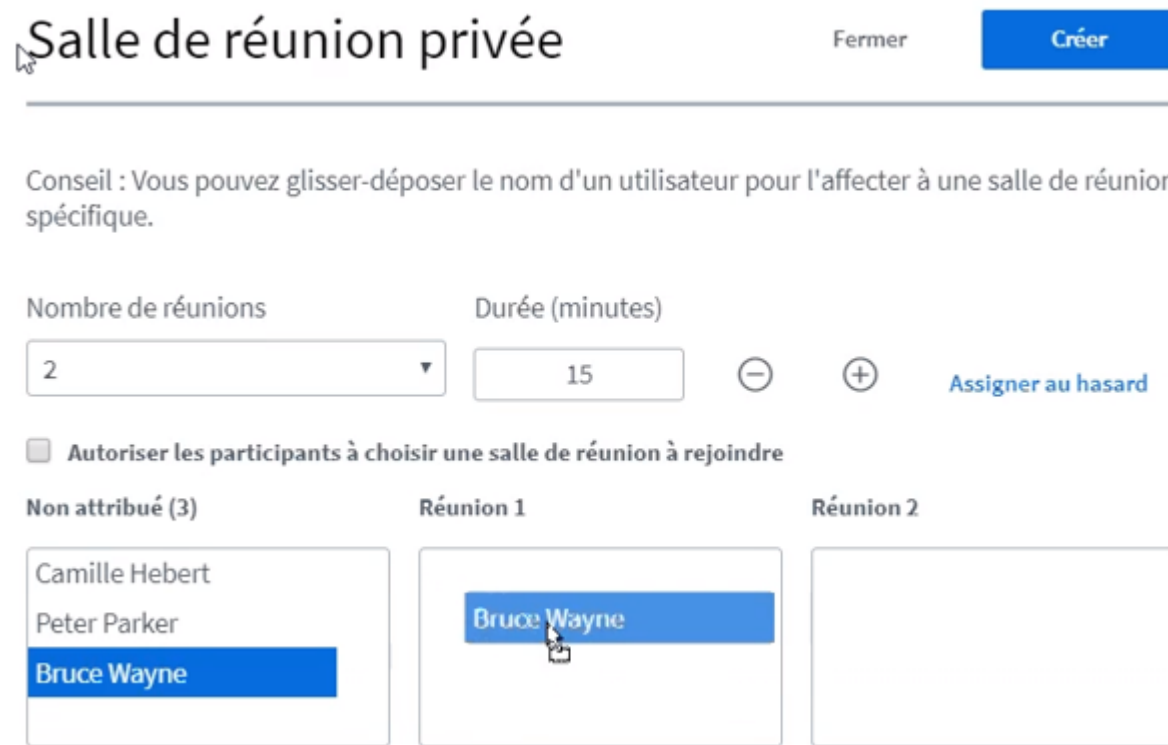 Salle de réunion privée
Fermer
Créer
Conseil : Vous pouvez glisser-déposer le nom d'un utilisateur pour l'affecter à une salle de réunion
spécifique.
Nombre de réunions
Durée (minutes)
2
15
Assigner au hasard
Autoriser les participants à choisir une salle de réunion à rejoindre
Non attribué (3)
Réunion 1
Réunion 2
Camille Hebert
Peter Parker
Bruce Wayne
Bruce Wayne